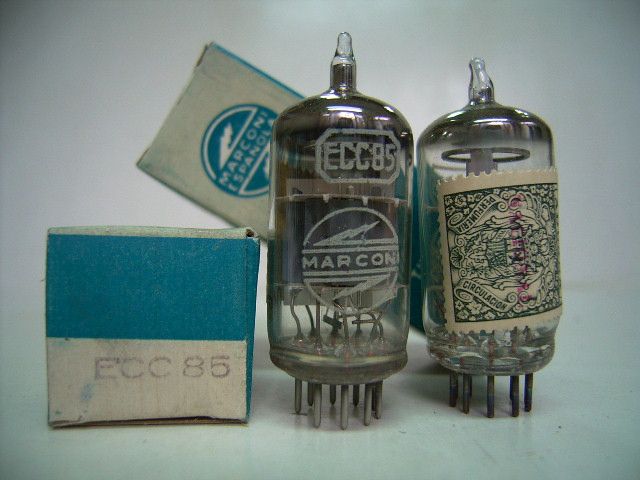 MARCONI
ESPAÑOLA
ECC85
MARCONI
ECC 85
CIRCULACION